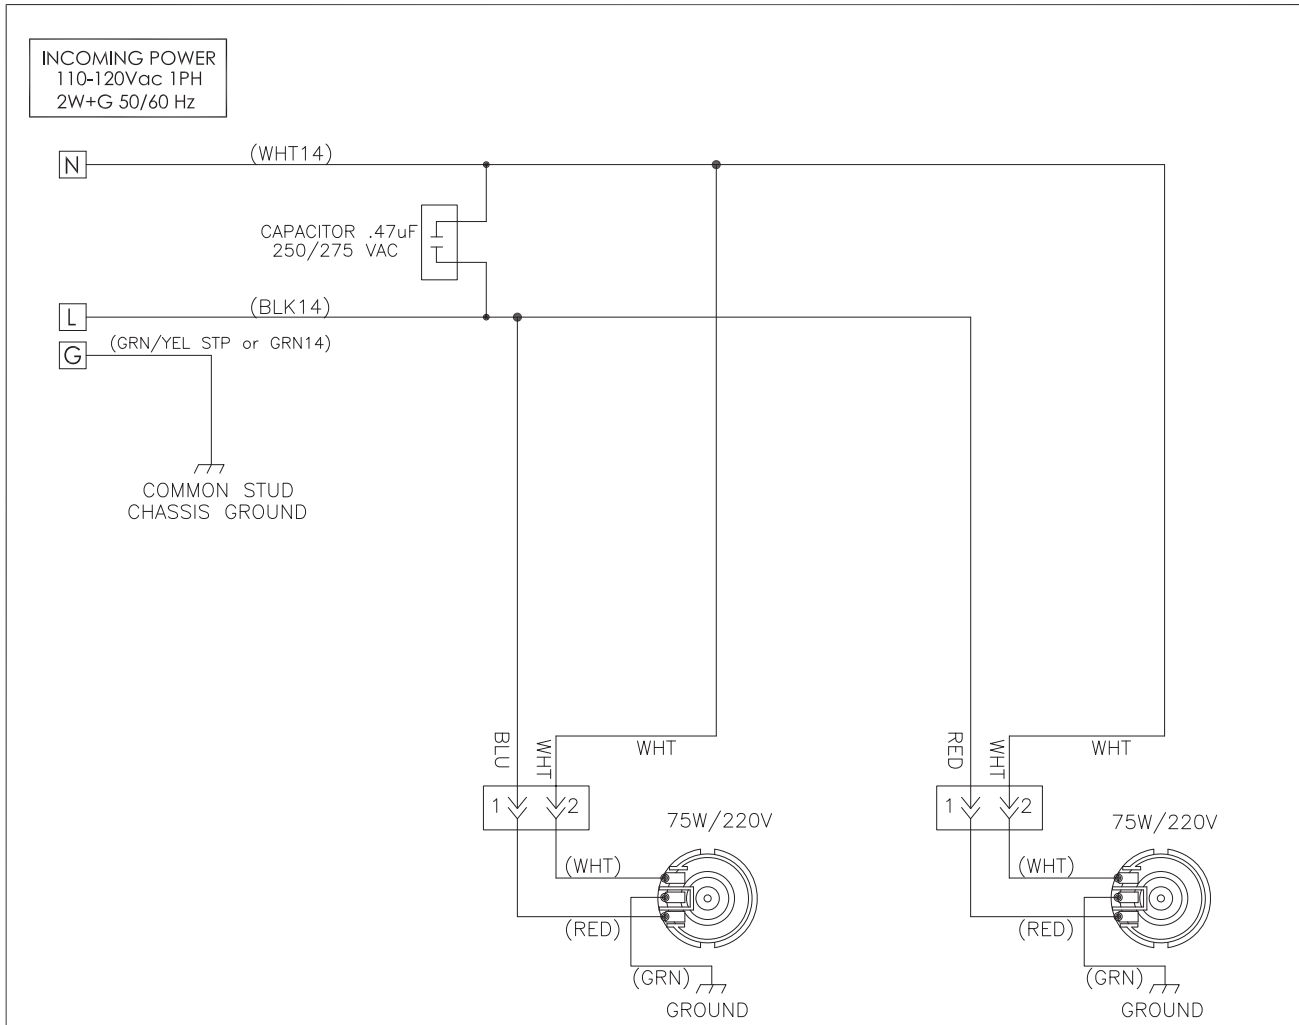 INCOMING POWER
110-120Vac 1PH
2W+G 50/60 Hz
N
(WHT14)
CAPACITOR .47uF
250/275 VAC
L
(BLK14)
G
(GRN/YEL STP or GRN14)
COMMON STUD
CHASSIS GROUND
BLU
WHT
WHT
RED
WHT
WHT
1
2
75W/220V
1
2
75W/220V
(WHT)
(RED)
(GRN)
GROUND
(WHT)
(RED)
(GRN)
GROUND